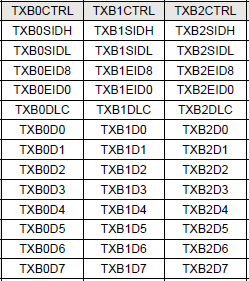 TXB0CTRL TXB1CTRL TXB2CTRL
TXB0SIDH TXB1SIDH TXB2SIDH
TXB0SIDL TXB1SIDL TXB2SIDL
TXB0EID8 TXB1EID8 TXB2EID8
TXB0EID0 TXB1EID0 TXB2EID0
TXB0DLC TXB1DLC TXB2DLC
TXB0D0 TXB1D0 TXB2D0
TXB0D1 TXB1D1 TXB2D1
TXB0D2 TXB1D2 TXB2D2
TXB0D3 TXB1D3 TXB2D3
TXB0D4 TXB1D4 TXB2D4
TXB0D5 TXB1D5 TXB2D5
TXB0D6 TXB1D6 TXB2D6
TXB0D7 TXB1D7 TXB2D7